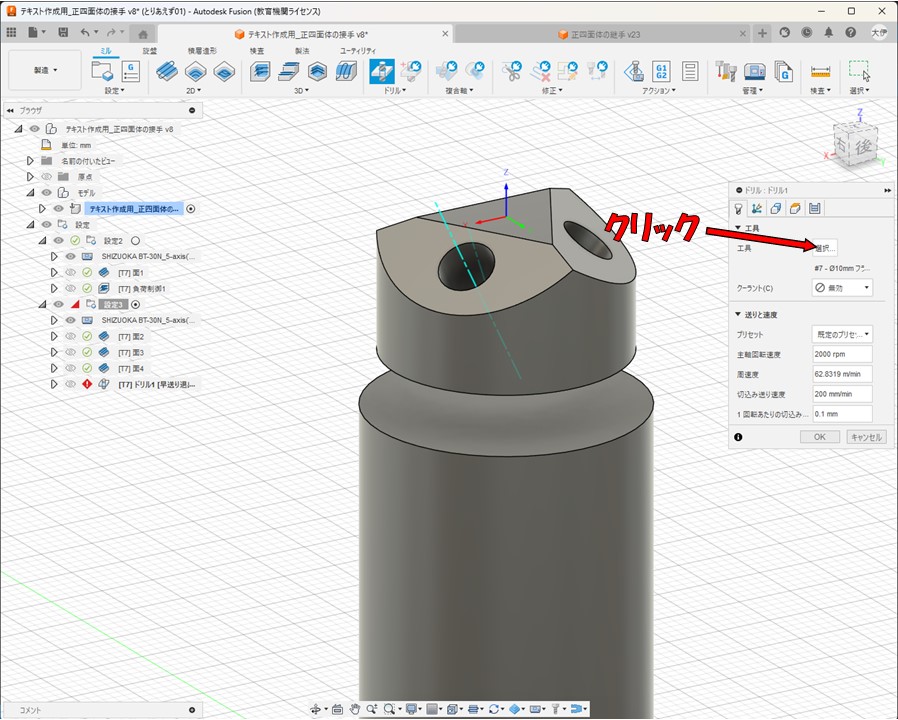 テキスト作成用_正四面体の接手 v8* (とりあえず01) - Autodesk Fusion (教育機関ライセンス)
テキスト作成用_正四面体の接手 v8*
正四面体の継手 v23
大伊
ミル 旋盤 積層造形 検査 製法 ユーティリティ
製造
G1
G2
設定 2D 3D ドリル 複合軸 修正 アクション 管理 検査 選択
ブラウザ
テキスト作成用_正四面体の接手 v8
単位: mm
名前の付いたビュー
原点
モデル
テキスト作成用_正四面体の...
設定
設定2
SHIZUOKA BT-30N_5-axis(...
[T7] 面1
[T7] 負荷制御1
設定3
SHIZUOKA BT-30N_5-axis(...
[T7] 面2
[T7] 面3
[T7] 面4
[T7] ドリル1 [早送り退...
Z
Z
X
Y
右
後
クリック
ドリル : ドリル1
工具
工具 選択...
#7 - Ø10mm フラ...
クーラント(C) 無効
送りと速度
プリセット 既定のプリセ...
主軸回転速度 2000 rpm
周速度 62.8319 m/min
切込み送り速度 200 mm/min
1 回転あたりの切込み... 0.1 mm
OK キャンセル
コメント